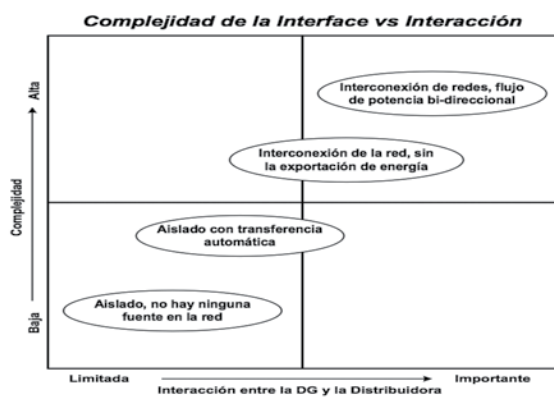 Complejidad de la Interface vs Interacción
Alta
Complejidad
Baja
Interconexión de redes, flujo
de potencia bi-direccional
Interconexión de la red, sin
la exportación de energía
Aislado con transferencia
automática
Aislado, no hay ninguna
fuente en la red
Limitada
Importante
Interacción entre la DG y la Distribuidora